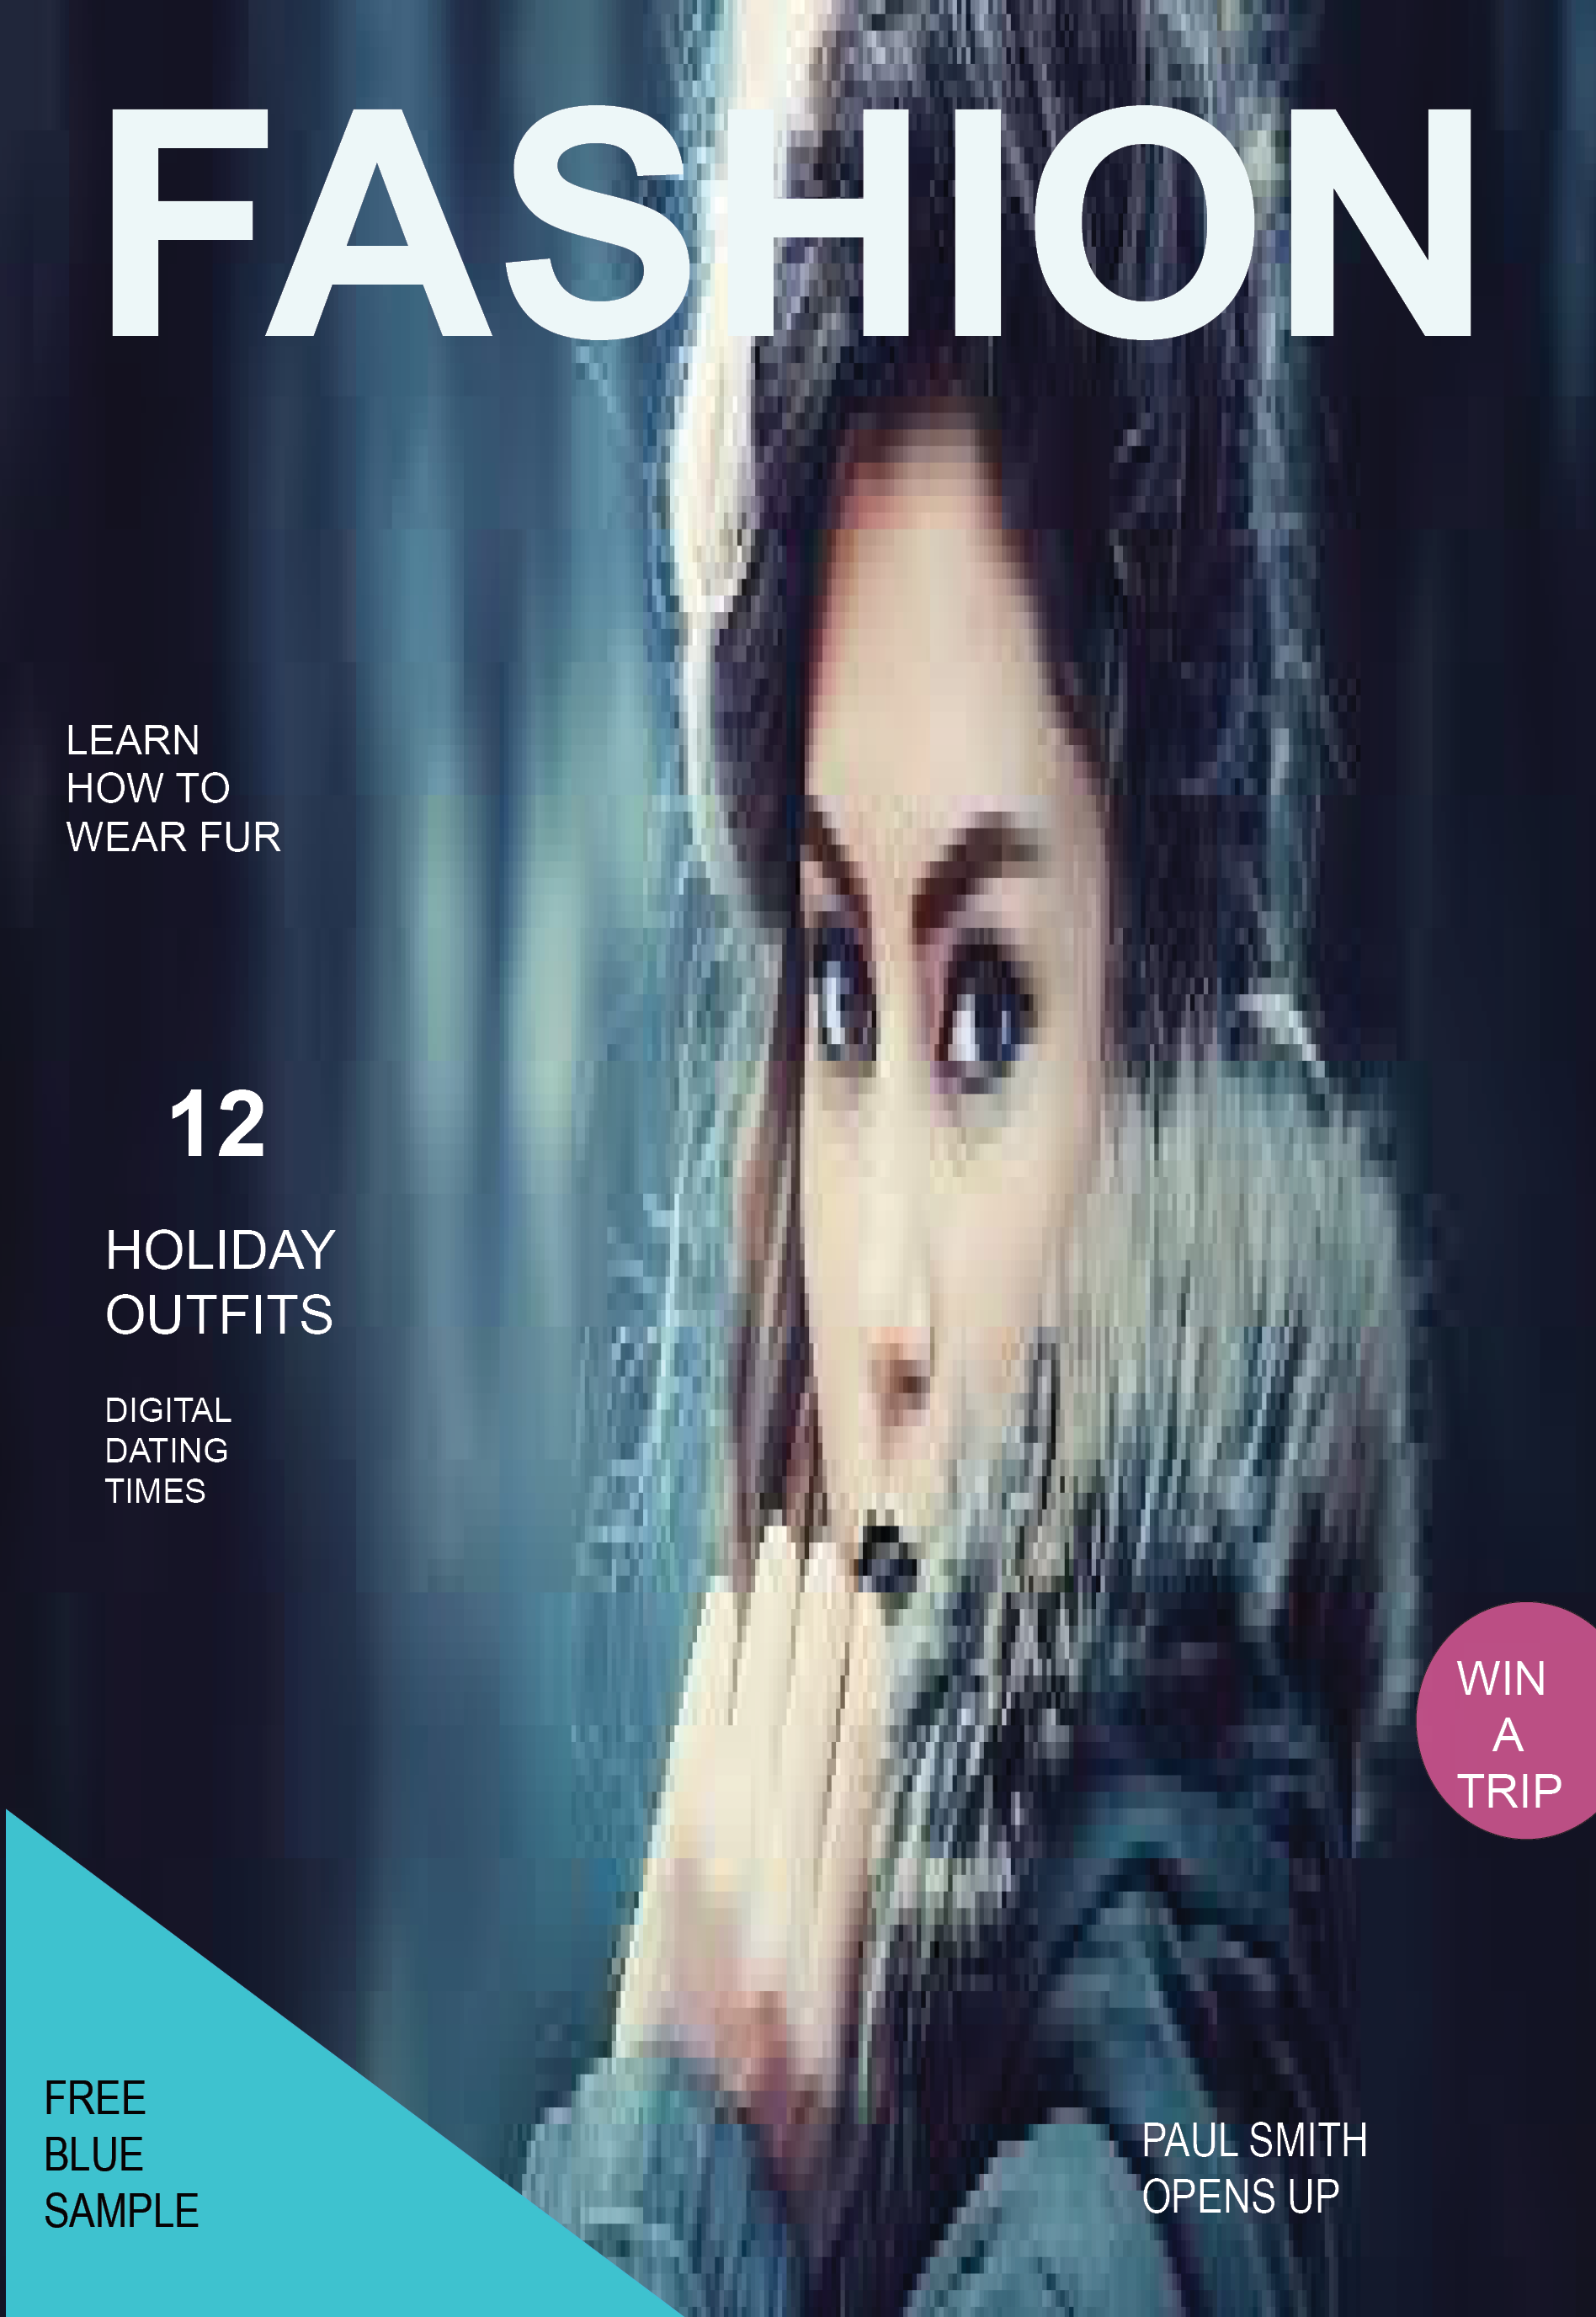 FASHION
LEARN
HOW TO
WEAR FUR
12
HOLIDAY
OUTFITS
DIGITAL
DATING
TIMES
WIN
A
TRIP
FREE
BLUE
SAMPLE
PAUL SMITH
OPENS UP